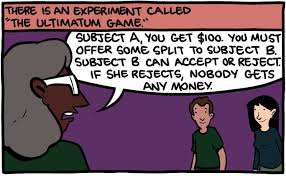 THERE IS AN EXPERIMENT CALLED
"THE ULTIMATUM GAME."
SUBJECT A, YOU GET $100. YOU MUST
OFFER SOME SPLIT TO SUBJECT B.
SUBJECT B CAN ACCEPT OR REJECT.
IF SHE REJECTS, NOBODY GETS
ANY MONEY.